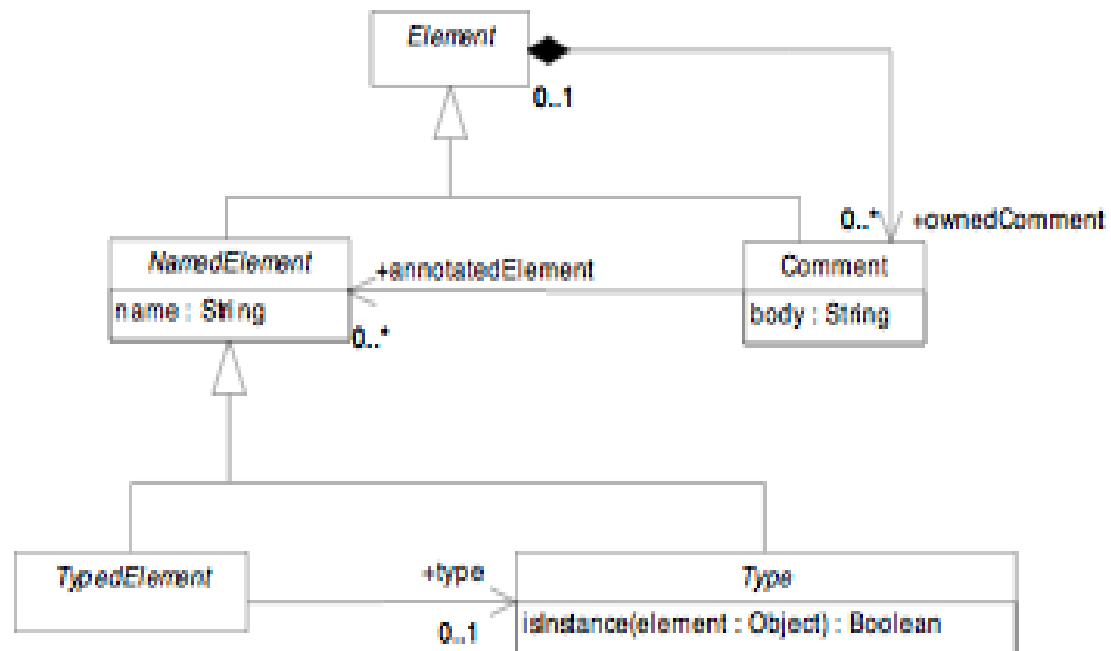 Element
0..1
0..*
+ownedComment
NamedElement
name : String
+annotatedElement
0..*
Comment
body : String
TypedElement
+type
0..1
Type
isInstance(element : Object) : Boolean